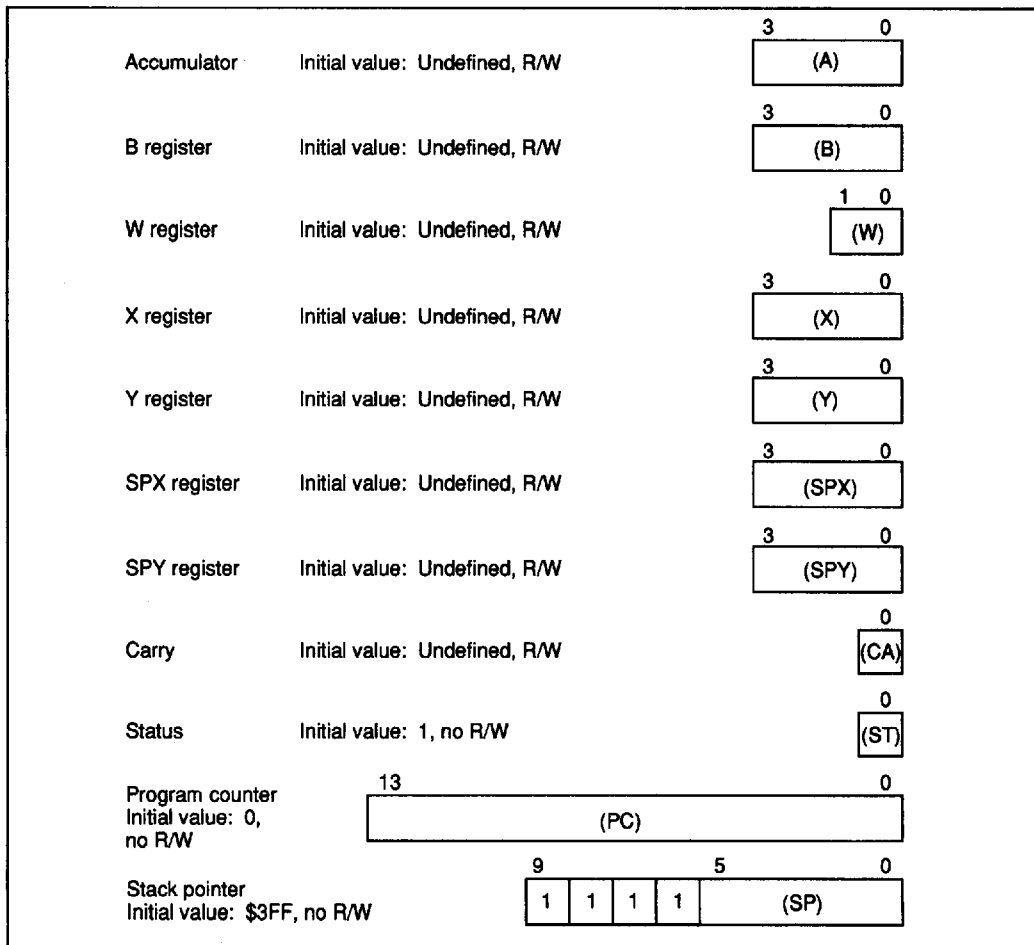 3 0
Accumulator Initial value: Undefined, R/W (A)
3 0
B register Initial value: Undefined, R/W (B)
1 0
W register Initial value: Undefined, R/W (W)
3 0
X register Initial value: Undefined, R/W (X)
3 0
Y register Initial value: Undefined, R/W (Y)
3 0
SPX register Initial value: Undefined, R/W (SPX)
3 0
SPY register Initial value: Undefined, R/W (SPY)
0
Carry Initial value: Undefined, R/W (CA)
0
Status Initial value: 1, no R/W (ST)
13 0
Program counter
Initial value: 0, (PC)
no R/W
9 5 0
Stack pointer
Initial value: $3FF, no R/W 1 1 1 1 (SP)